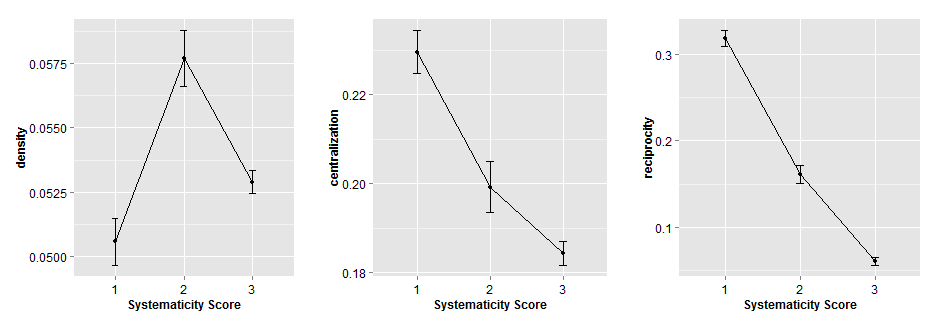 density
0.0575
0.0550
0.0525
0.0500
1 2 3
Systematicity Score
centralization
0.22
0.20
0.18
1 2 3
Systematicity Score
reciprocity
0.3
0.2
0.1
1 2 3
Systematicity Score